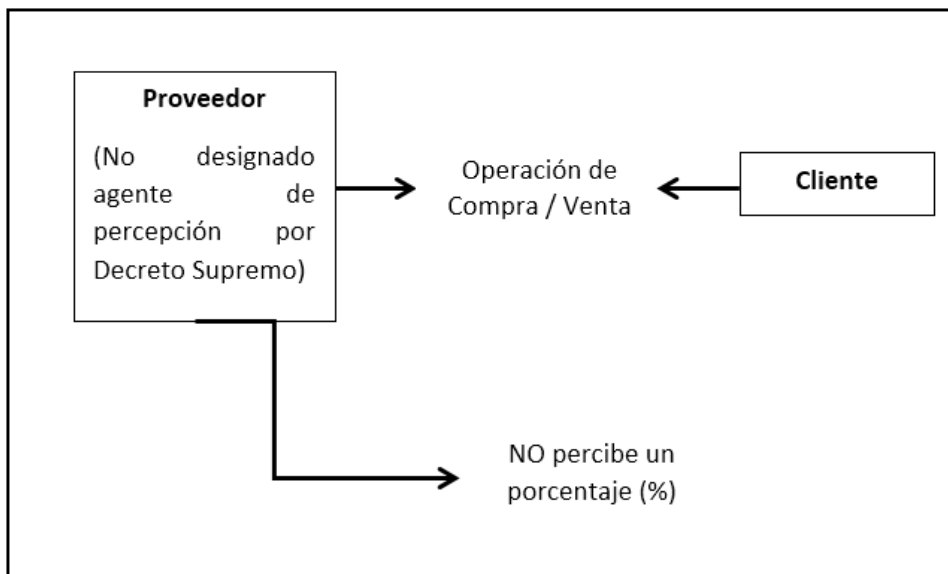 Proveedor
(No designado
agente de
percepción por
Decreto Supremo)
Operación de
Compra / Venta
Cliente
NO percibe un
porcentaje (%)